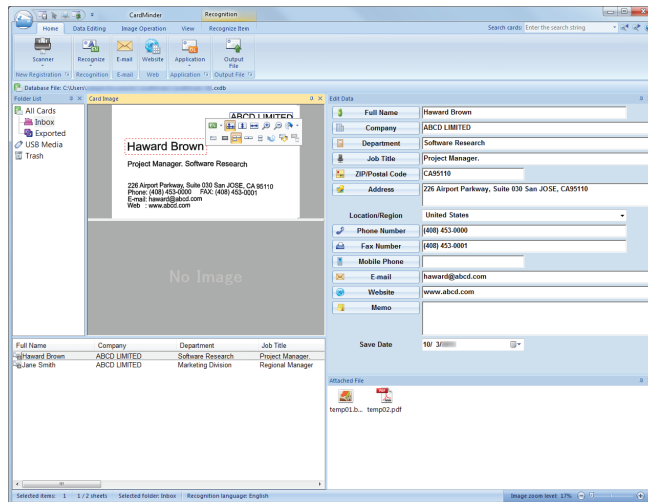 CardMinder
Recognition
Home
Data Editing
Image Operation
View
Recognize Item
Search cards:
Enter the search string
Scanner
Recognize
E-mail
Website
Application
Output File
New Registration
Recognition
E-mail
Web
Application
Output File
Database File: C:\Users\
.cxdb
Folder List
Card Image
Edit Data
All Cards
Inbox
Exported
USB Media
Trash
ABCD LIMITED
Haward Brown
Project Manager. Software Research
226 Airport Parkway, Suite 030 San JOSE, CA 95110
Phone: (408) 453-0000 FAX: (408) 453-0001
E-mail: haward@abcd.com
Web : www.abcd.com
No Image
Full Name
Haward Brown
Company
ABCD LIMITED
Department
Software Research
Job Title
Project Manager.
ZIP/Postal Code
CA95110
Address
226 Airport Parkway, Suite 030 San JOSE, CA95110
Location/Region
United States
Phone Number
(408) 453-0000
Fax Number
(408) 453-0001
Mobile Phone
E-mail
haward@abcd.com
Website
www.abcd.com
Memo
Save Date
10/ 3/
Full Name Company Department Job Title
Haward Brown ABCD LIMITED Software Research Project Manager.
Jane Smith ABCD LIMITED Marketing Division Regional Manager
Attached File
temp01.b...
temp02.pdf
Selected items: 1
1 / 2 sheets
Selected folder: Inbox
Recognition language: English
Image zoom level: 17%